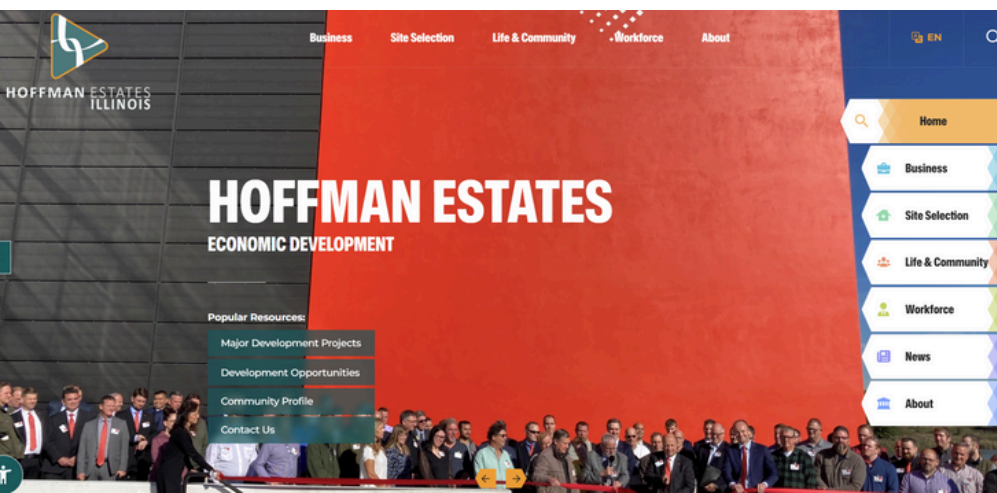 HOFFMAN ESTATES
ILLINOIS
Business Site Selection Life & Community Workforce About
EN
HOFFMAN ESTATES
ECONOMIC DEVELOPMENT
Popular Resources:
Major Development Projects
Development Opportunities
Community Profile
Contact Us
Home
Business
Site Selection
Life & Community
Workforce
News
About